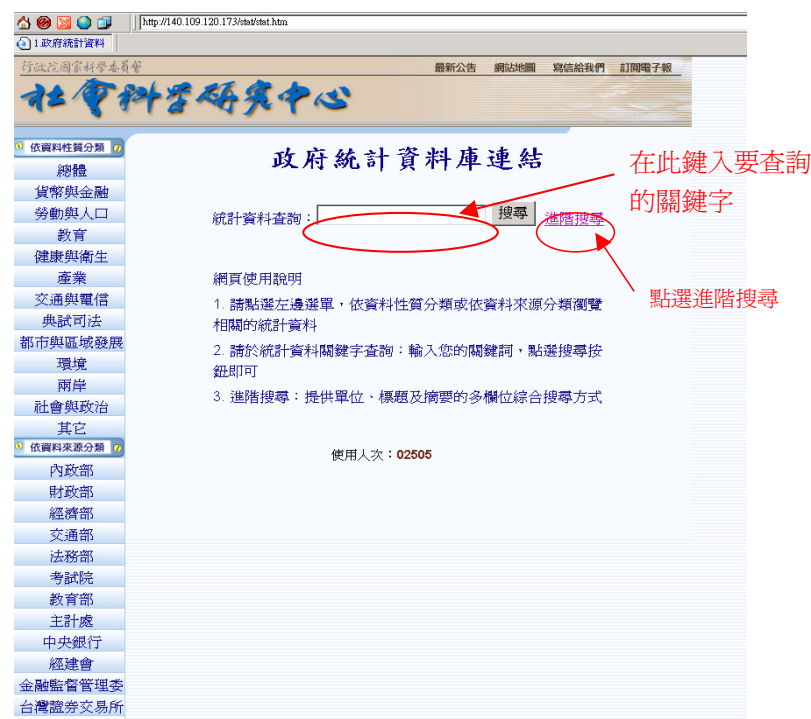 http://140.109.120.173/stat/stat.htm
1.政府統計資料
行政院國家科學委員會
最新公告 網站地圖 寫信給我們 訂閱電子報
社會科學研究中心
依資料性質分類
總體
貨幣與金融
勞動與人口
教育
健康與衛生
產業
交通與電信
典試司法
都市與區域發展
環境
兩岸
社會與政治
其它
依資料來源分類
內政部
財政部
經濟部
交通部
法務部
考試院
教育部
主計處
中央銀行
經建會
金融監督管理委
台灣證券交易所
政府統計資料庫連結
在此鍵入要查詢
的關鍵字
統計資料查詢： 搜尋 進階搜尋
點選進階搜尋
網頁使用說明
1. 請點選左邊選單，依資料性質分類或依資料來源分類瀏覽
相關的統計資料
2. 請於統計資料關鍵字查詢：輸入您的關鍵詞，點選搜尋按
鈕即可
3. 進階搜尋：提供單位、標題及摘要的多欄位綜合搜尋方式
使用人次：02505